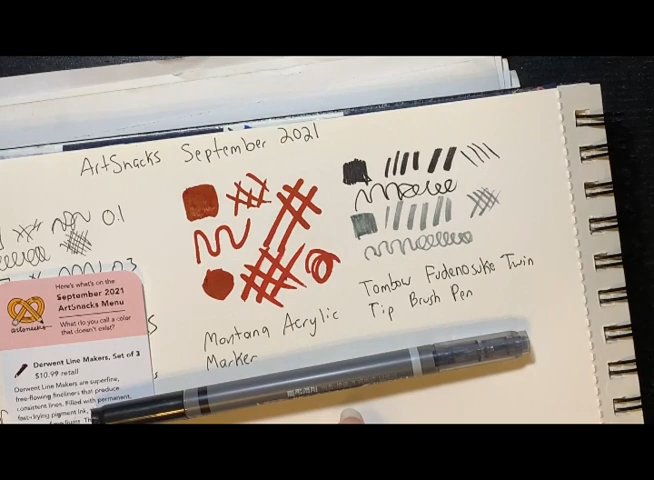 ArtSnacks September 2021
0.1
0.3
Montana Acrylic
Marker
Tombow Fudenosuke Twin
Tip Brush Pen
Here's what's on the
September 2021
ArtSnacks Menu
What do you call a color
that doesn't exist?
ArtSnacks
Derwent Line Makers, Set of 3
$10.99 retail
Derwent Line Makers are superfine,
free-flowing fineliners that produce
consistent lines. Filled with permanent,
fast-drying pigment ink,